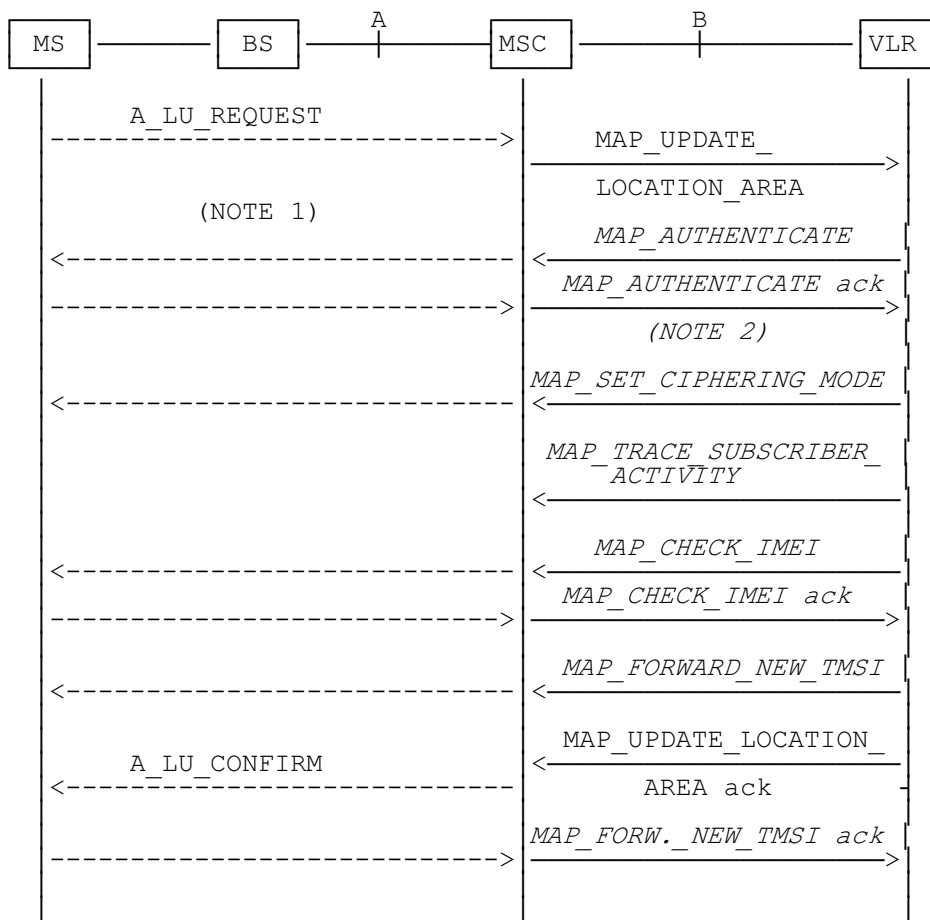 A B
MS BS MSC VLR
A_LU_REQUEST
MAP_UPDATE_
LOCATION_AREA
(NOTE 1)
MAP_AUTHENTICATE
MAP_AUTHENTICATE ack
(NOTE 2)
MAP_SET_CIPHERING_MODE
MAP_TRACE_SUBSCRIBER_
ACTIVITY
MAP_CHECK_IMEI
MAP_CHECK_IMEI ack
MAP_FORWARD_NEW_TMSI
MAP_UPDATE_LOCATION_
A_LU_CONFIRM
AREA ack
MAP_FORW._NEW_TMSI ack